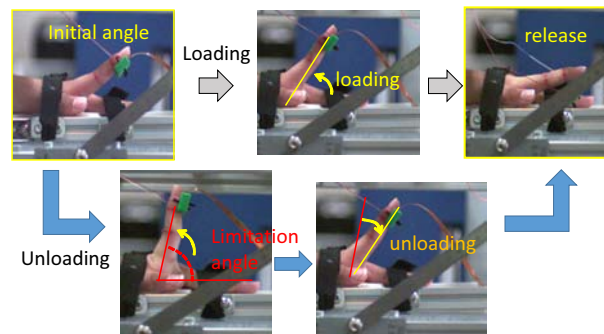 Initial angle
Loading
loading
release
Unloading
Limitation
angle
unloading